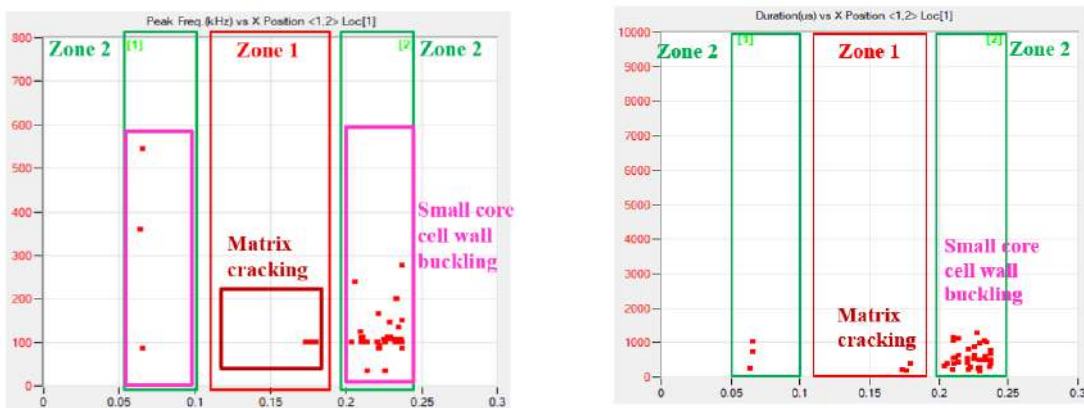 Peak Freq.(kHz) vs X Position <1,2> Loc[1]
800
700
600
500
400
300
200
100
0
0
0.05
0.1
0.15
0.2
0.25
0.3
[1]
[2
Zone 2
Zone 1
Zone 2
Matrix
cracking
Small core
cell wall
buckling
Duration(us) vs X Position <1,2> Loc[1]
10000
9000
8000
7000
6000
5000
4000
3000
2000
1000
0
0
0.05
0.1
0.15
0.2
0.25
0.3
[1]
[2]
Zone 2
Zone 1
Zone 2
Small core
cell wall
buckling
Matrix
cracking